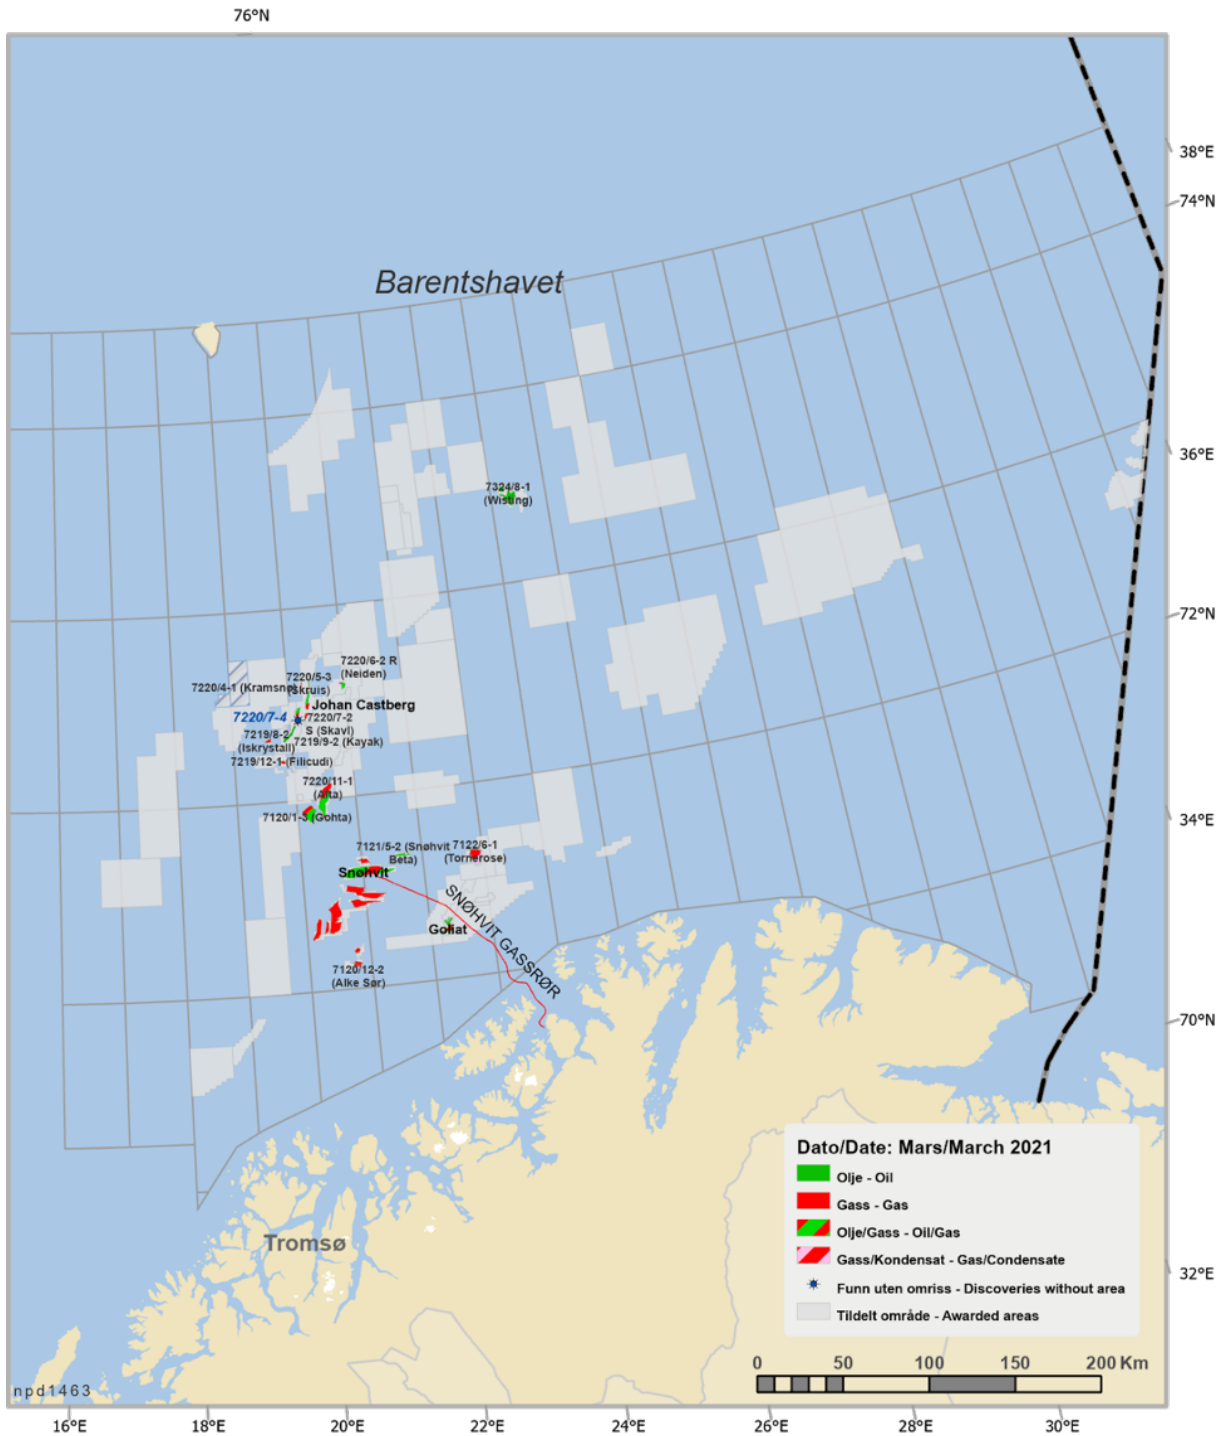 76°N
38°E
74°N
Barentshavet
36°E
7324/8-1
(Wisting)
72°N
7220/6-2 R
(Neiden)
7220/5-3
(Skruis)
7220/4-1 (Kramsnø)
Johan Castberg
7220/7-4
7220/7-2
S (Skavl)
7219/8-2
(Iskrystall)
7219/9-2 (Kayak)
7219/12-1 (Filicudi)
7220/11-1
(Alta)
7120/1-3 (Gohta)
34°E
7121/5-2 (Snøhvit
Beta)
7122/6-1
(Tornerose)
Snøhvit
SNØHVIT GASSRØR
Goliat
7120/12-2
(Alke Sør)
70°N
Dato/Date: Mars/March 2021
Olje - Oil
Gass - Gas
Olje/Gass - Oil/Gas
Gass/Kondensat - Gas/Condensate
Funn uten omriss - Discoveries without area
Tildelt område - Awarded areas
Tromsø
32°E
0 50 100 150 200 Km
npd1463
16°E 18°E 20°E 22°E 24°E 26°E 28°E 30°E